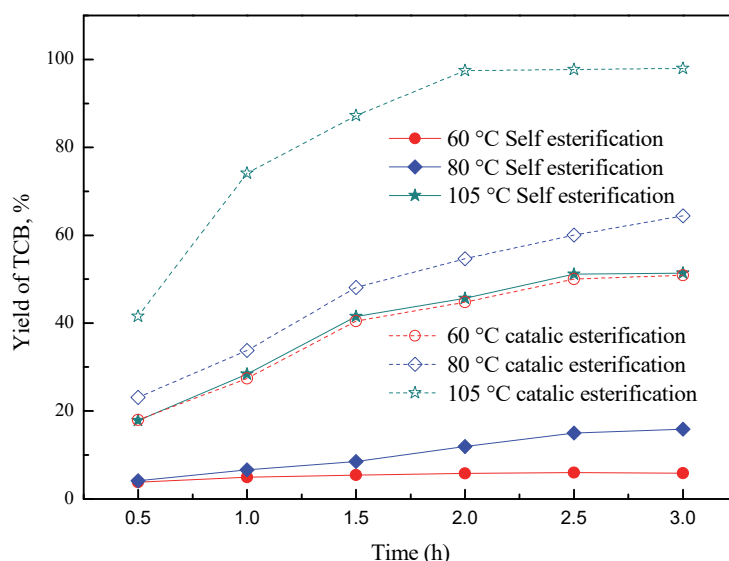 100
80
60
40
20
0
Yield of TCB, %
60 °C Self esterification
80 °C Self esterification
105 °C Self esterification
60 °C catalic esterification
80 °C catalic esterification
105 °C catalic esterification
0.5 1.0 1.5 2.0 2.5 3.0
Time (h)